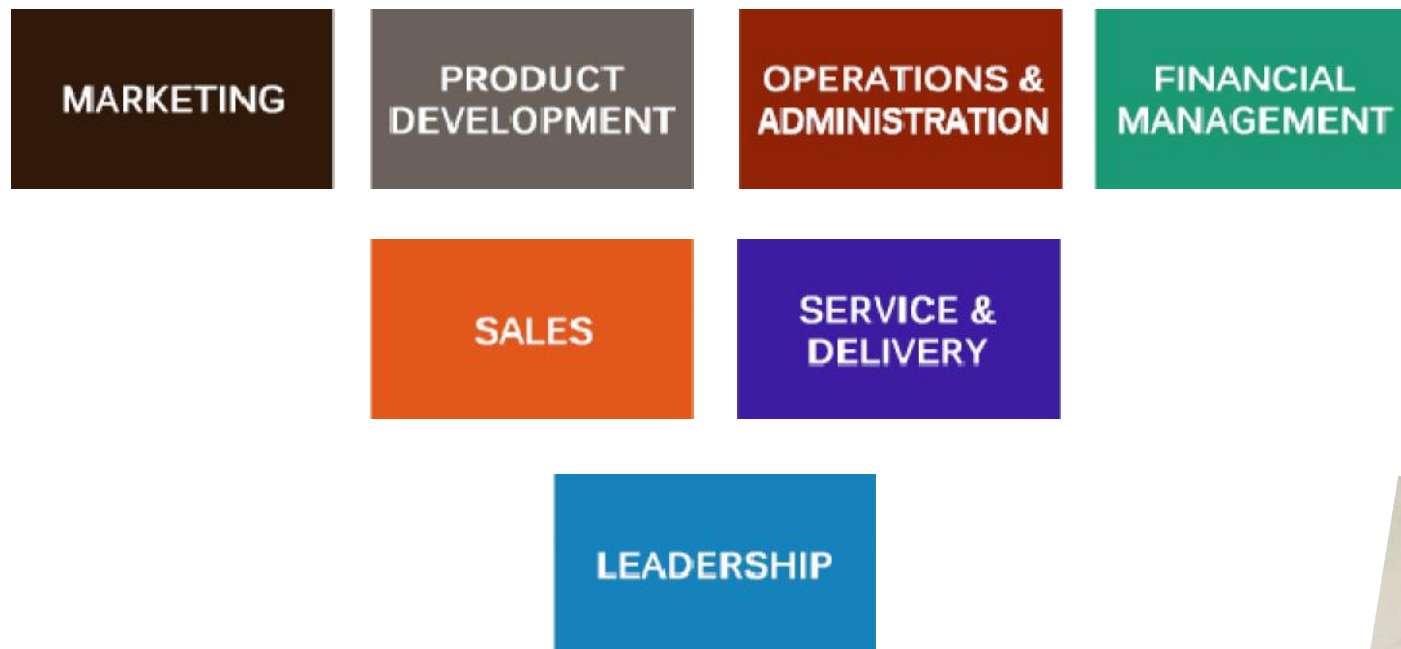 MARKETING
PRODUCT
DEVELOPMENT
OPERATIONS &
ADMINISTRATION
FINANCIAL
MANAGEMENT
SALES
SERVICE &
DELIVERY
LEADERSHIP